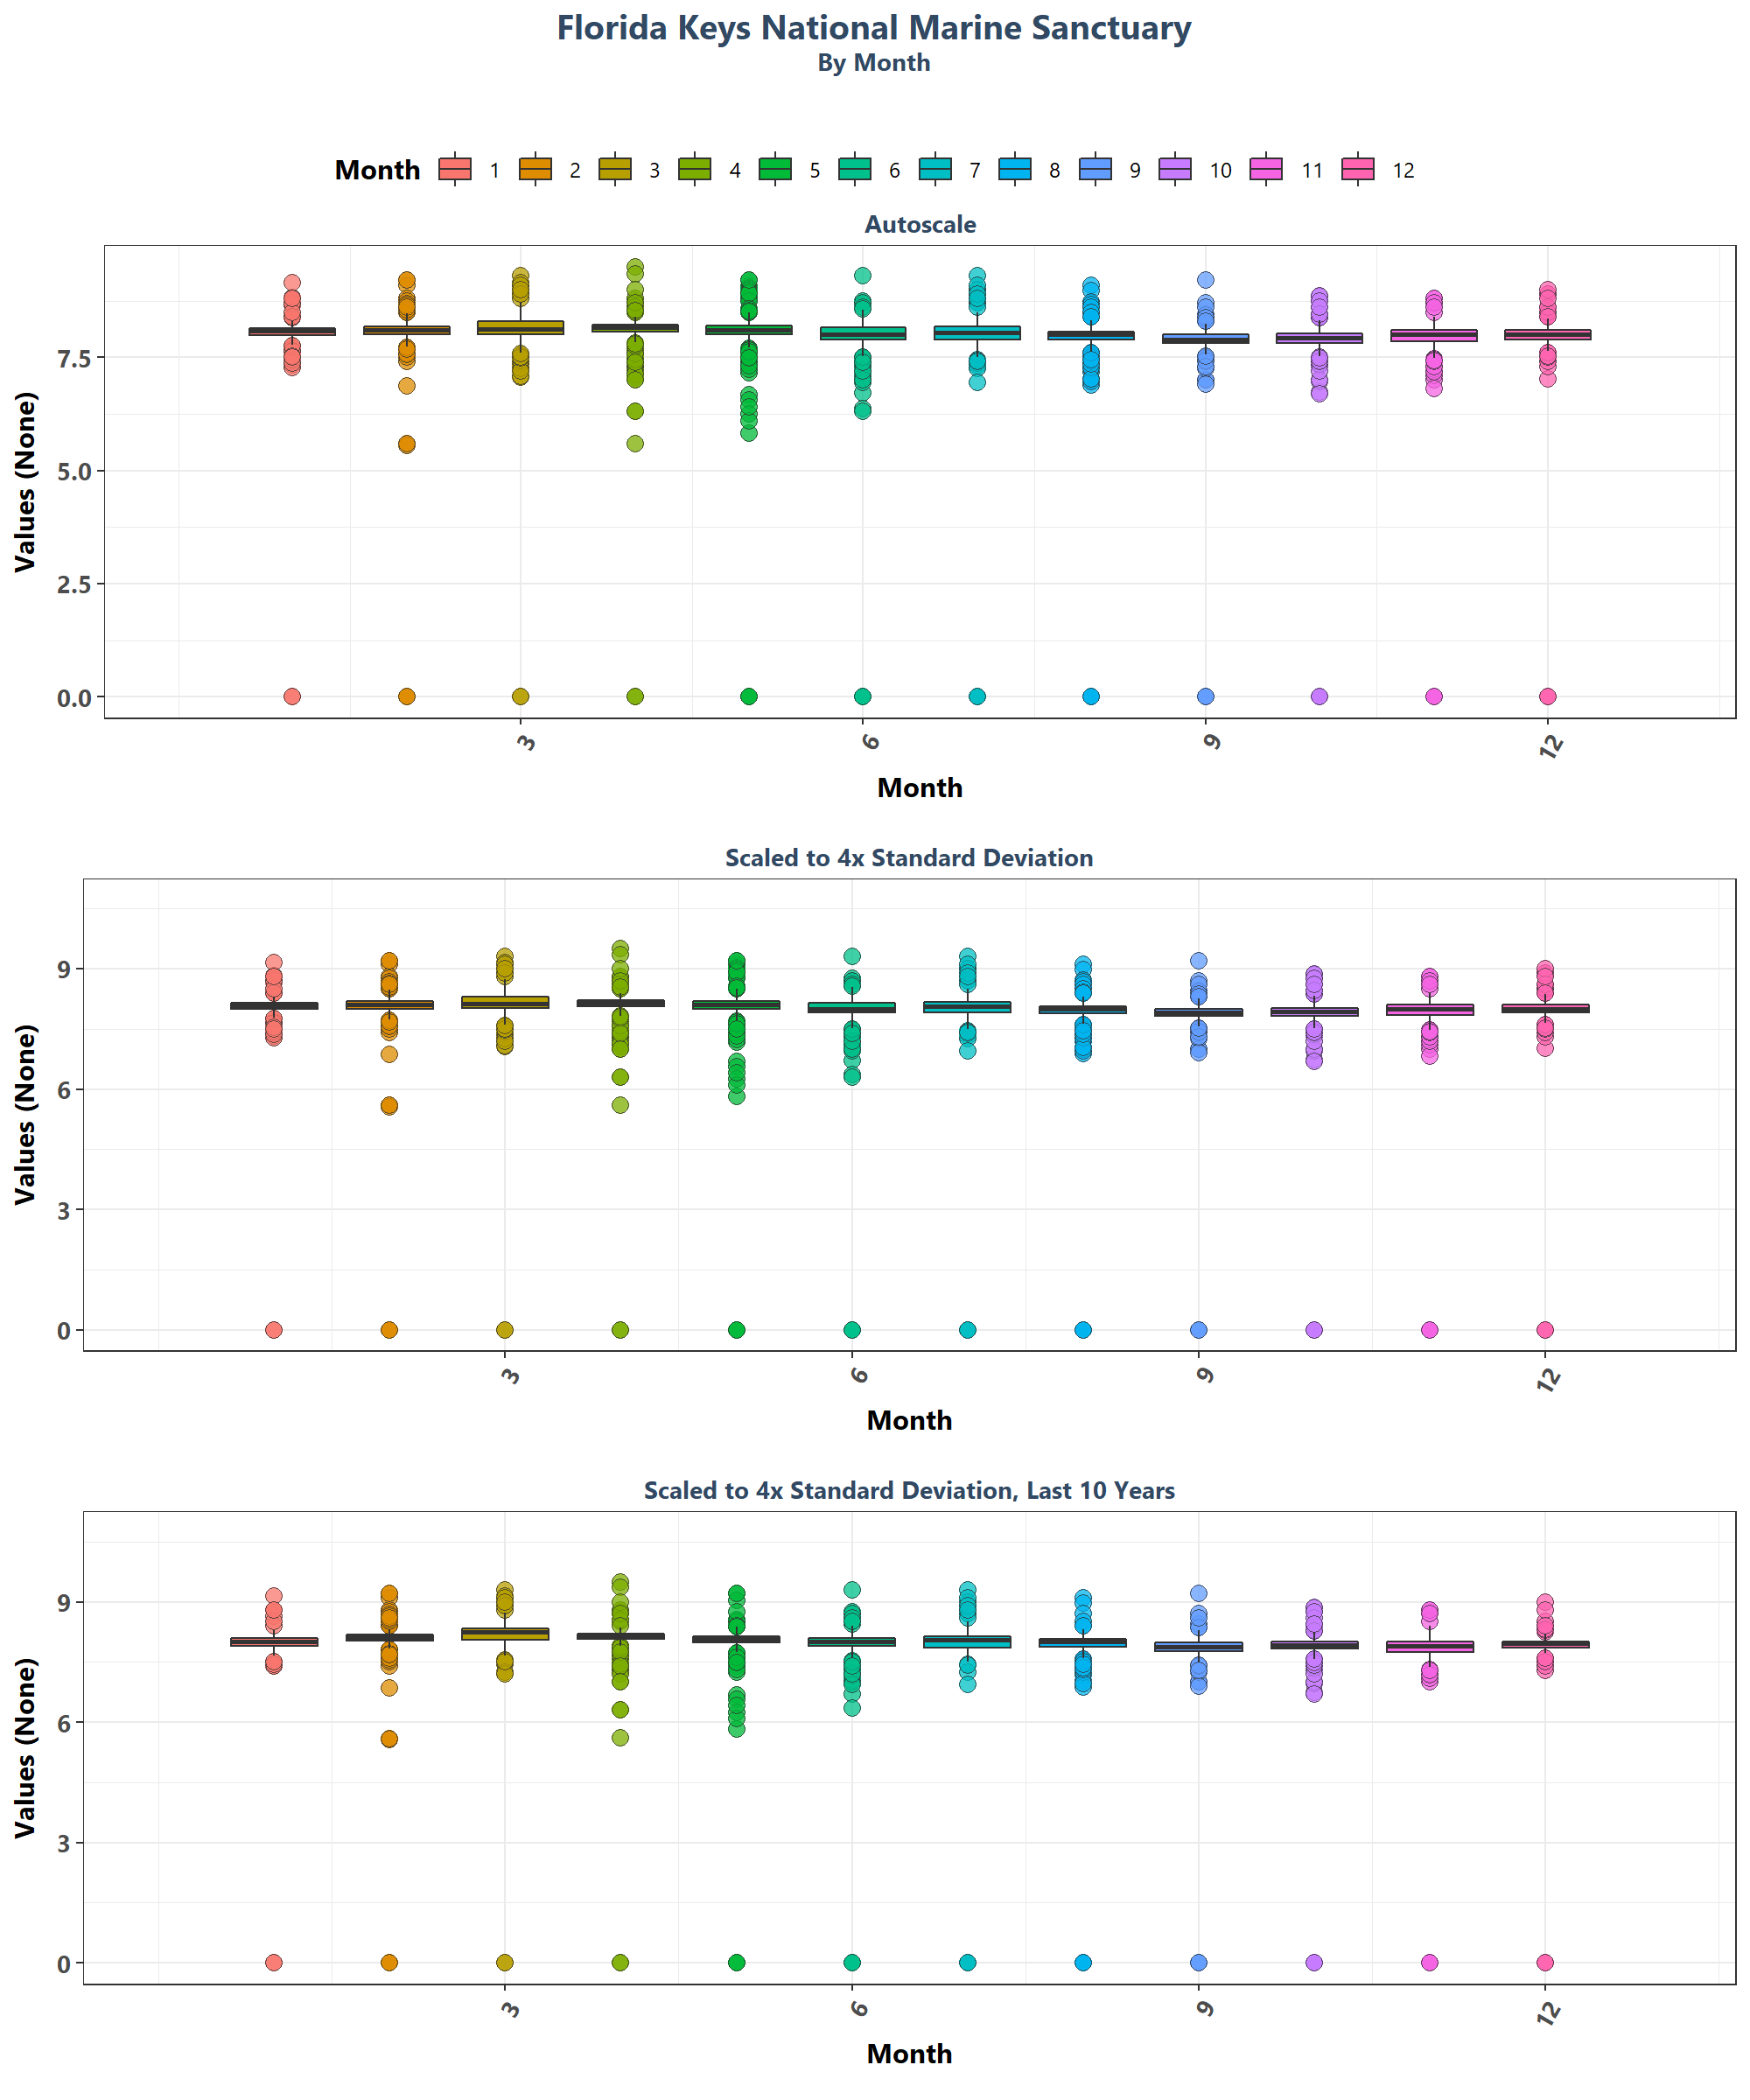 Florida Keys National Marine Sanctuary
By Month
Month 1 2 3 4 5 6 7 8 9 10 11 12
Autoscale
Values (None)
7.5
5.0
2.5
0.0
3 6 9 12
Month
Scaled to 4x Standard Deviation
Values (None)
9
6
3
0
3 6 9 12
Month
Scaled to 4x Standard Deviation, Last 10 Years
Values (None)
9
6
3
0
3 6 9 12
Month